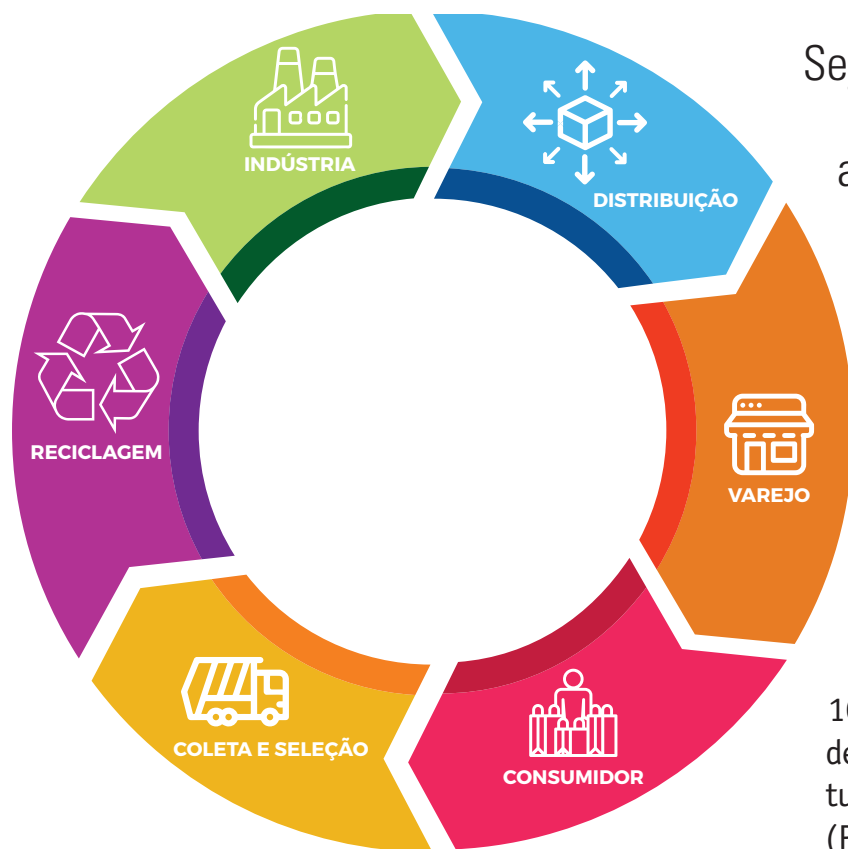 INDÚSTRIA
DISTRIBUIÇÃO
VAREJO
CONSUMIDOR
COLETA E SELEÇÃO
RECICLAGEM